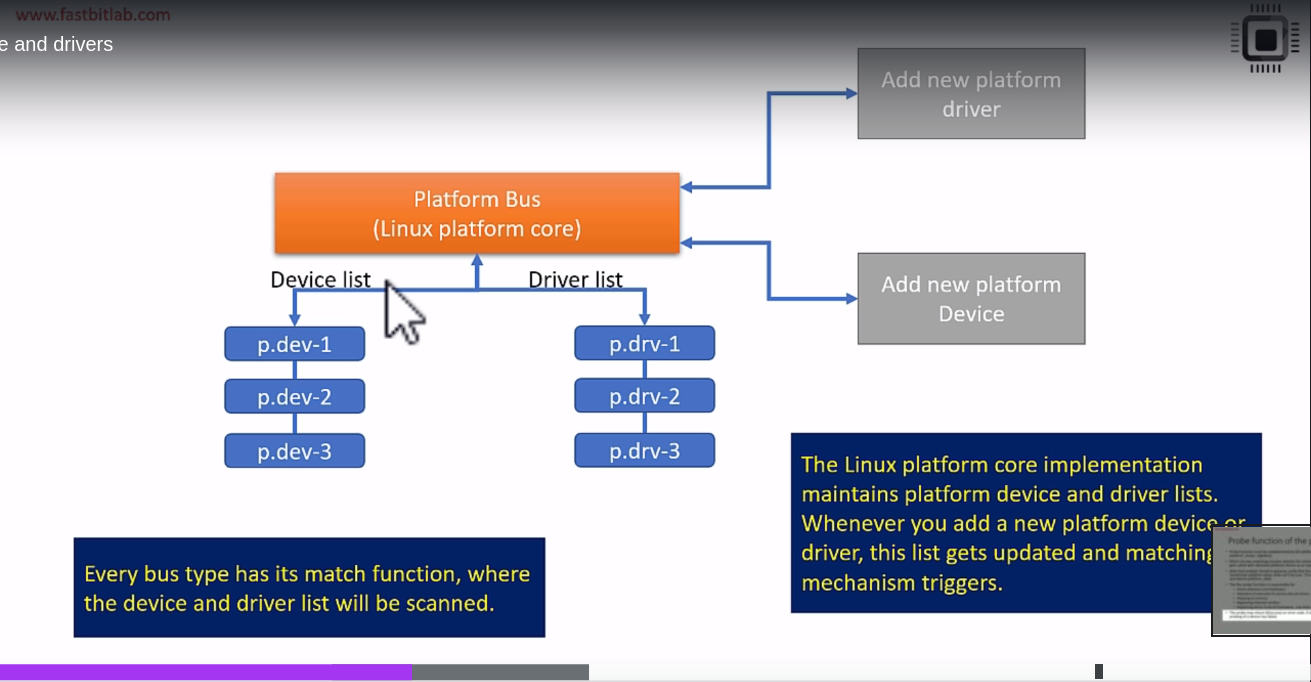 www.fastbitlab.com
e and drivers
Add new platform
driver
Platform Bus
(Linux platform core)
Device list
Driver list
Add new platform
Device
p.dev-1
p.dev-2
p.dev-3
p.drv-1
p.drv-2
p.drv-3
The Linux platform core implementation
maintains platform device and driver lists.
Whenever you add a new platform device or
driver, this list gets updated and matching
mechanism triggers.
Every bus type has its match function, where
the device and driver list will be scanned.
Probe function of the